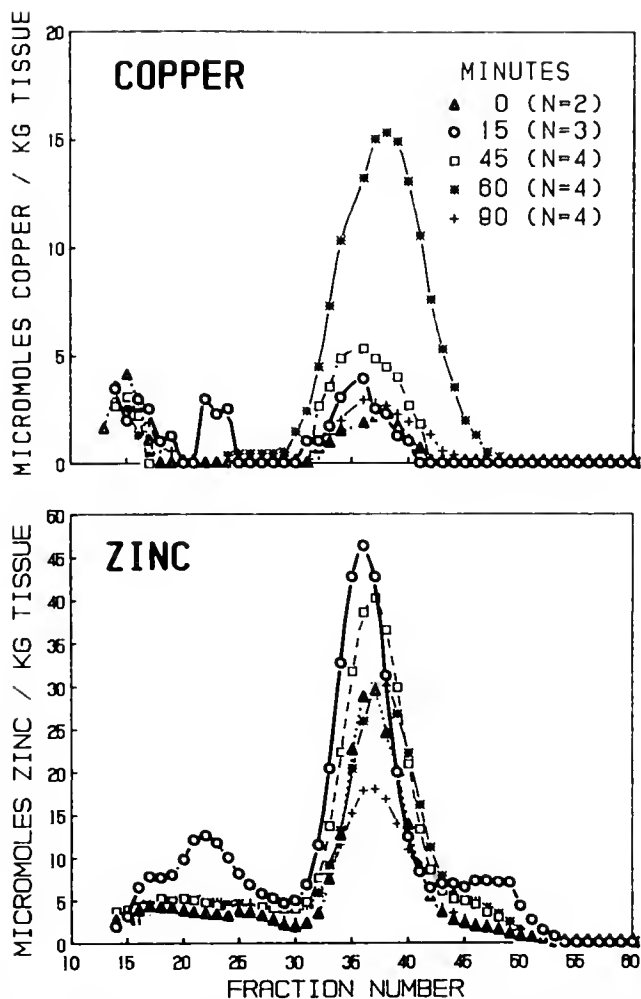 COPPER
MICROMOLES COPPER / KG TISSUE
20
15
10
5
0
MINUTES
0 (N=2)
15 (N=3)
45 (N=4)
60 (N=4)
90 (N=4)
ZINC
MICROMOLES ZINC / KG TISSUE
60
45
40
35
30
25
20
15
10
5
0
10 15 20 25 30 35 40 45 50 55 60
FRACTION NUMBER